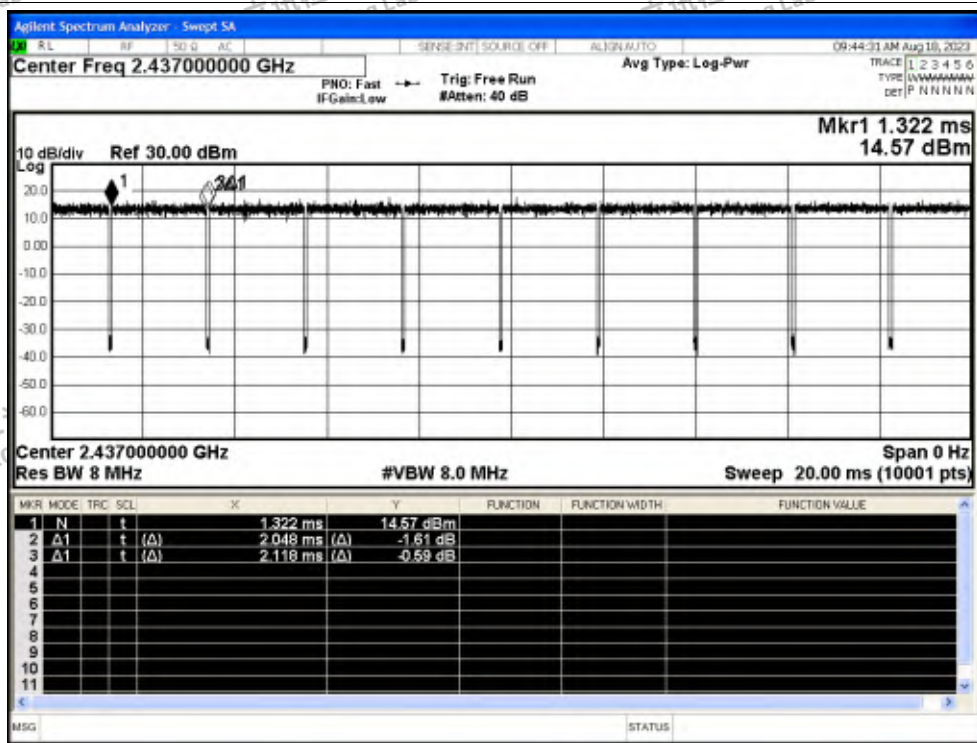 Agilent Spectrum Analyzer - Swept SA
RL RF 50 Ω AC SENSE:INT SOURCE OFF ALIGN AUTO 09:44:31 AM Aug 18, 2023
Center Freq 2.437000000 GHz
PNO: Fast
IFGain:Low
Trig: Free Run
#Atten: 40 dB
Avg Type: Log-Pwr
TRACE 1 2 3 4 5 6
TYPE
DET P N N N N N
Mkr1 1.322 ms
14.57 dBm
10 dB/div Ref 30.00 dBm
Log
1
20.0
10.0
0.00
-10.0
-20.0
-30.0
-40.0
-50.0
-60.0
Center 2.437000000 GHz Span 0 Hz
Res BW 8 MHz #VBW 8.0 MHz Sweep 20.00 ms (10001 pts)
MKR MODE TRC SCL X Y FUNCTION FUNCTION WIDTH FUNCTION VALUE
1 N t 1.322 ms 14.57 dBm
2 Δ1 t (Δ) 2.048 ms (Δ) -1.61 dB
3 Δ1 t (Δ) 2.118 ms (Δ) -0.59 dB
4
5
6
7
8
9
10
11
MSG STATUS